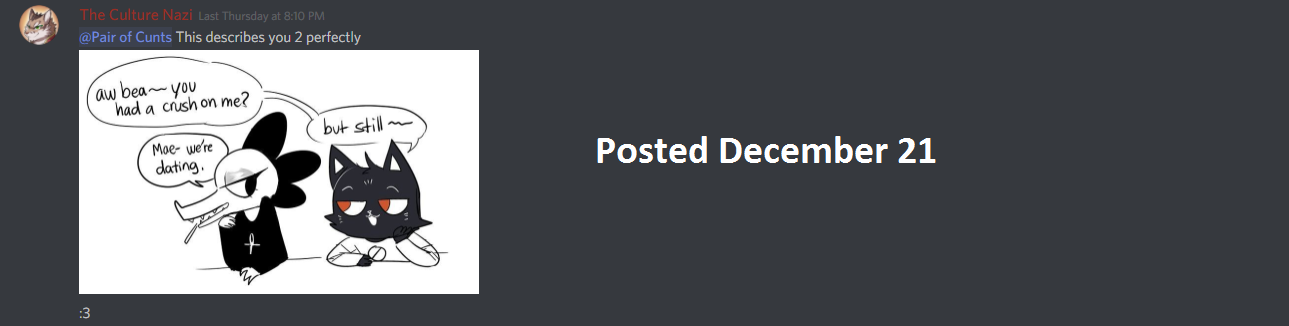 The Culture Nazi Last Thursday at 8:10 PM
@Pair of Cunts This describes you 2 perfectly
aw bea~ you
had a crush on me?
but still ~~
Mae- we're
dating.
Posted December 21
:3